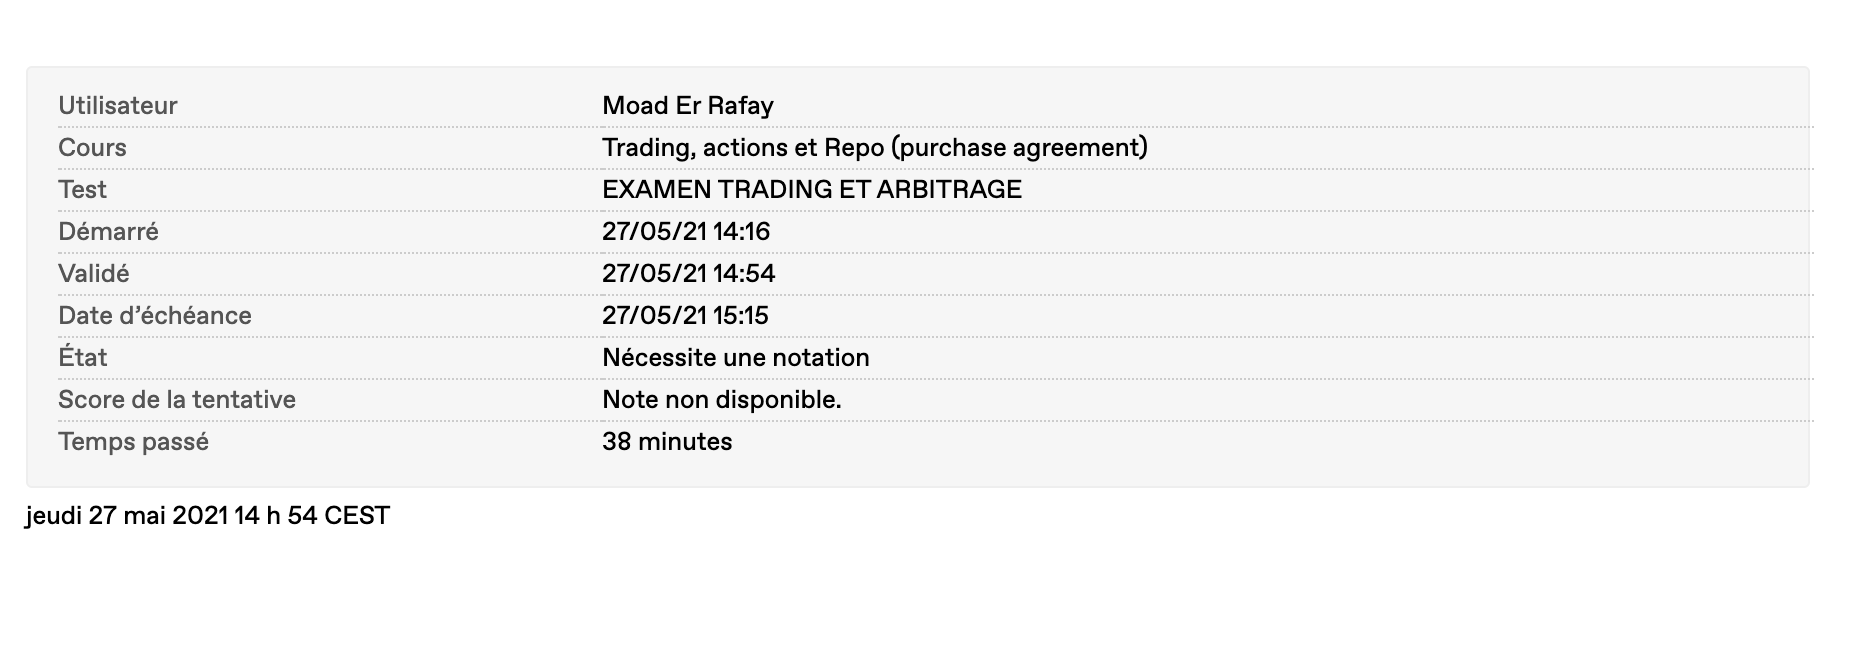 Utilisateur Moad Er Rafay
Cours Trading, actions et Repo (purchase agreement)
Test EXAMEN TRADING ET ARBITRAGE
Démarré 27/05/21 14:16
Validé 27/05/21 14:54
Date d’échéance 27/05/21 15:15
État Nécessite une notation
Score de la tentative Note non disponible.
Temps passé 38 minutes
jeudi 27 mai 2021 14 h 54 CEST